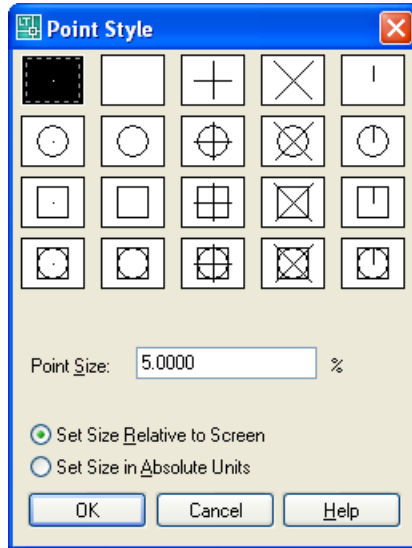 LT Point Style
Point Size: 5.0000 %
Set Size Relative to Screen
Set Size in Absolute Units
OK Cancel Help